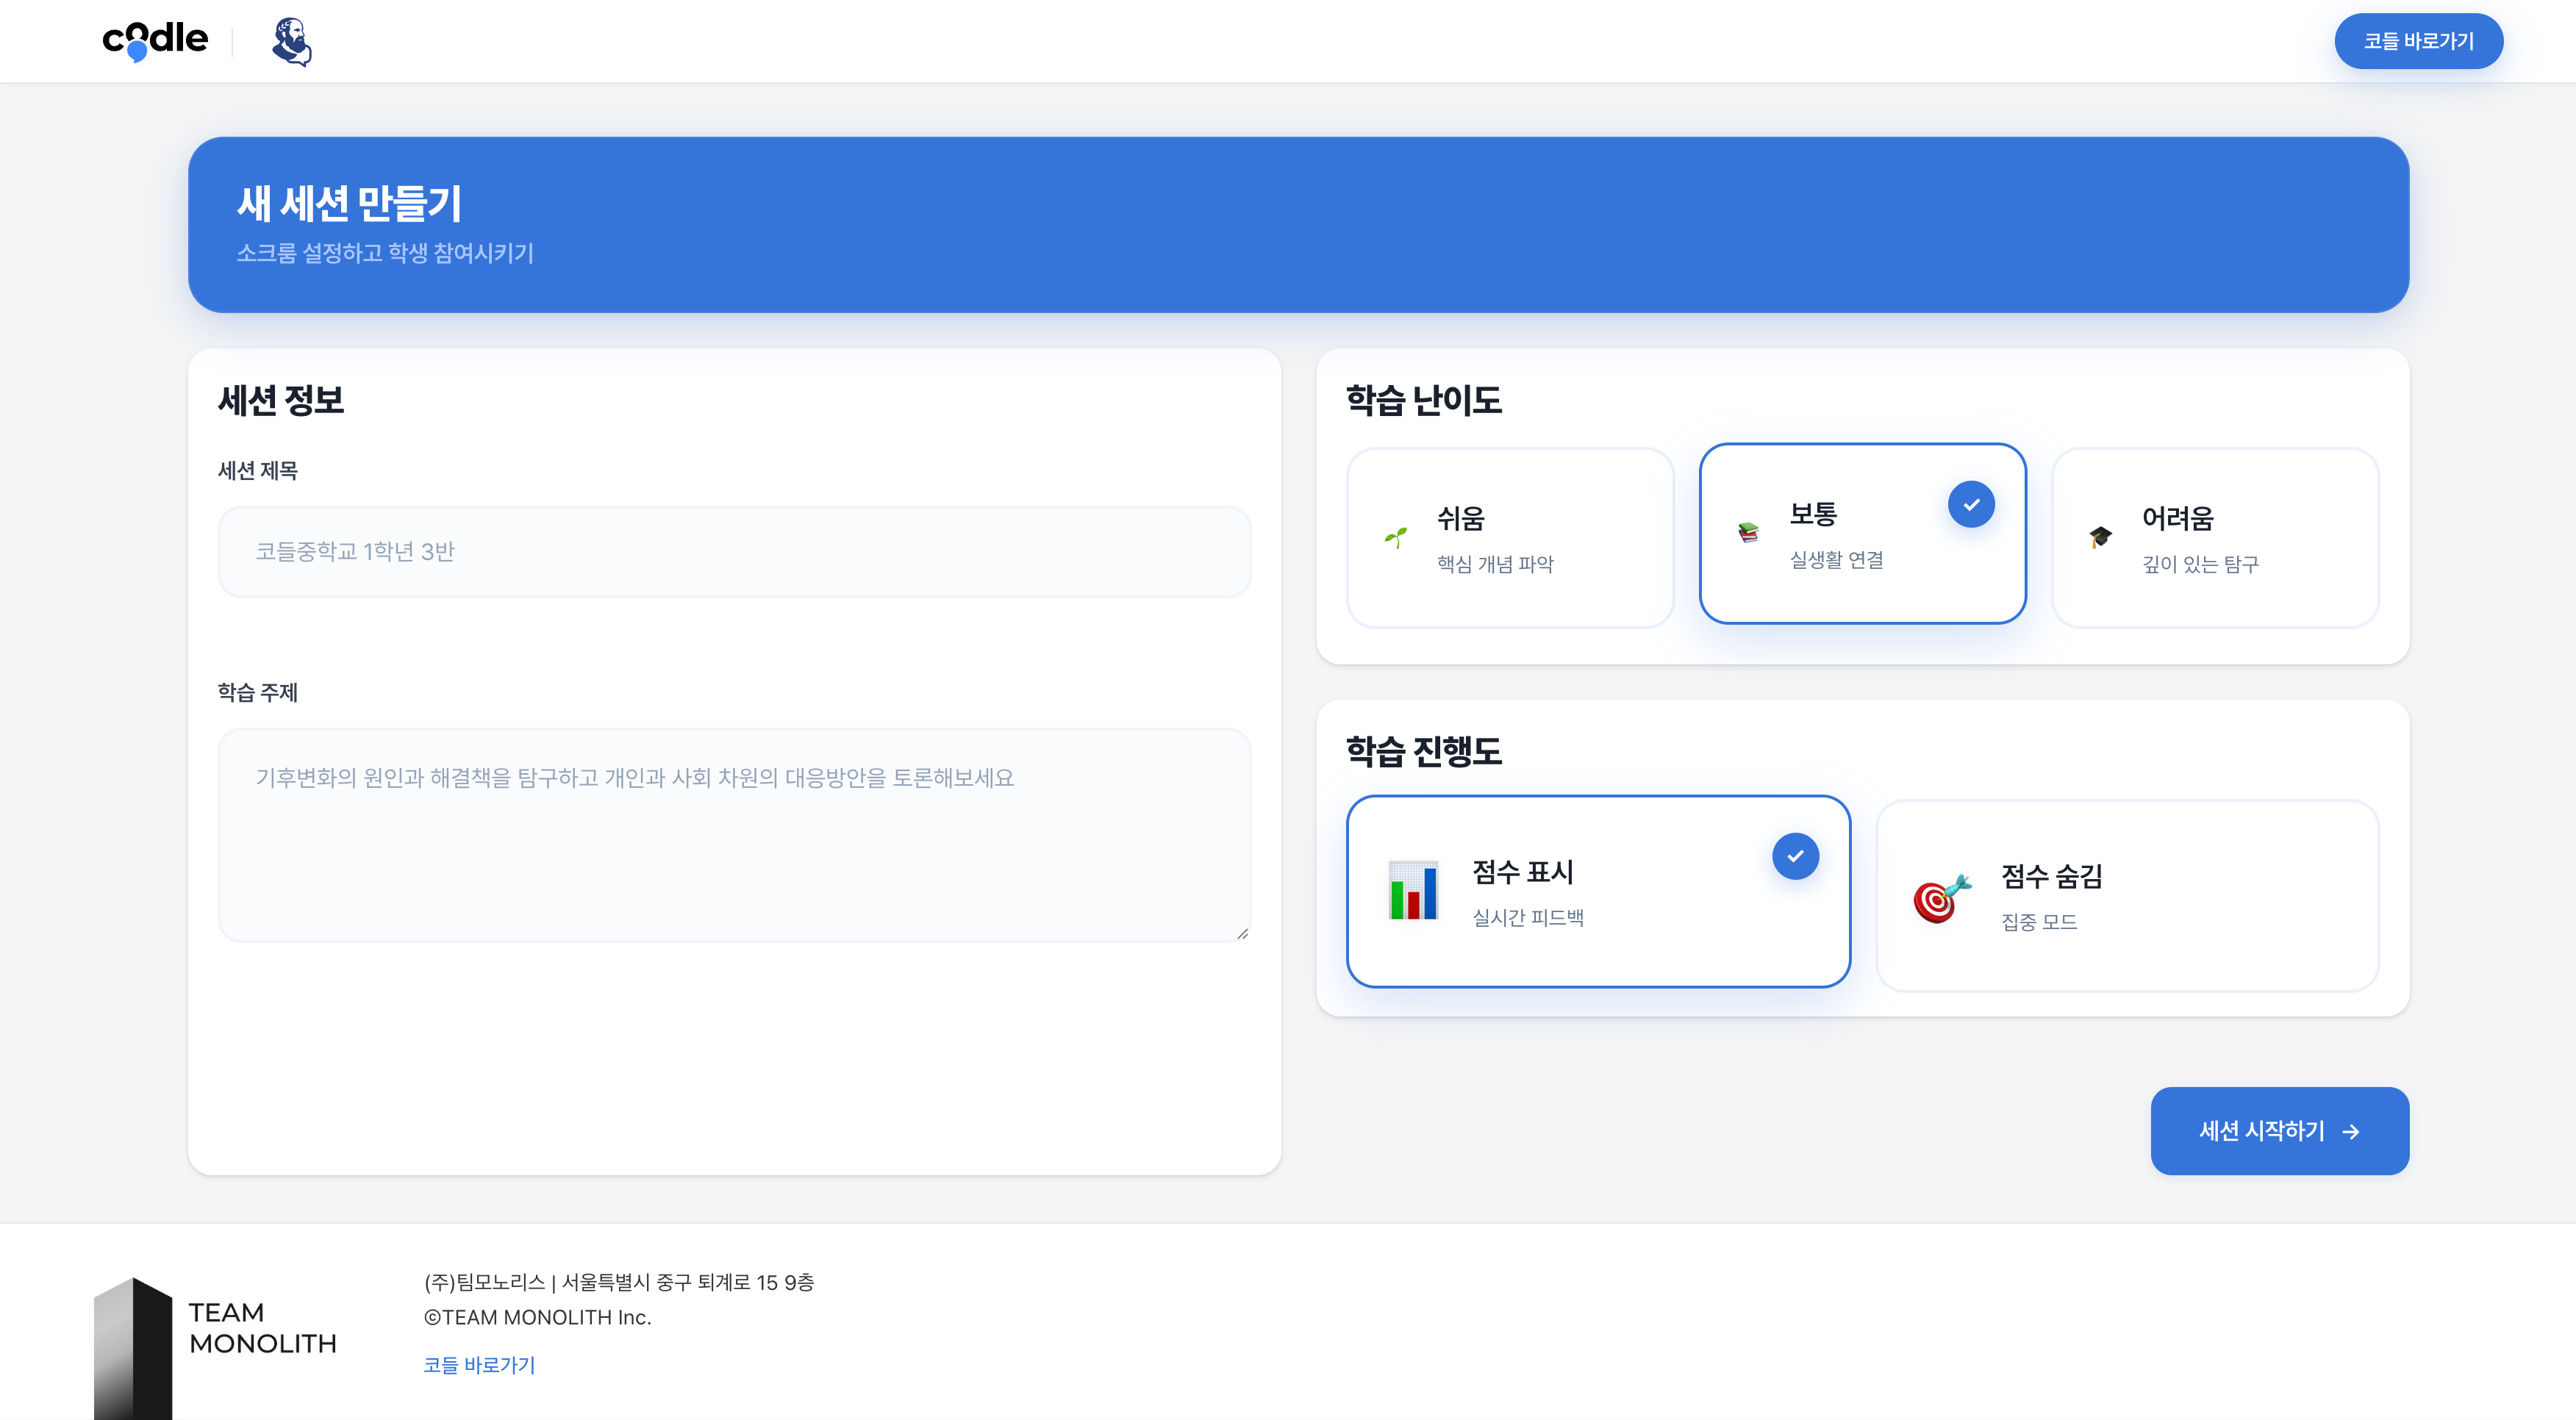 codle
코들 바로가기
새 세션 만들기
소크룸 설정하고 학생 참여시키기
세션 정보
세션 제목
코들중학교 1학년 3반
학습 주제
기후변화의 원인과 해결책을 탐구하고 개인과 사회 차원의 대응방안을 토론해보세요
학습 난이도
쉬움
핵심 개념 파악
보통
실생활 연결
어려움
깊이 있는 탐구
학습 진행도
점수 표시
실시간 피드백
점수 숨김
집중 모드
세션 시작하기 →
TEAM
MONOLITH
(주)팀모노리스 | 서울특별시 중구 퇴계로 15 9층
©TEAM MONOLITH Inc.
코들 바로가기